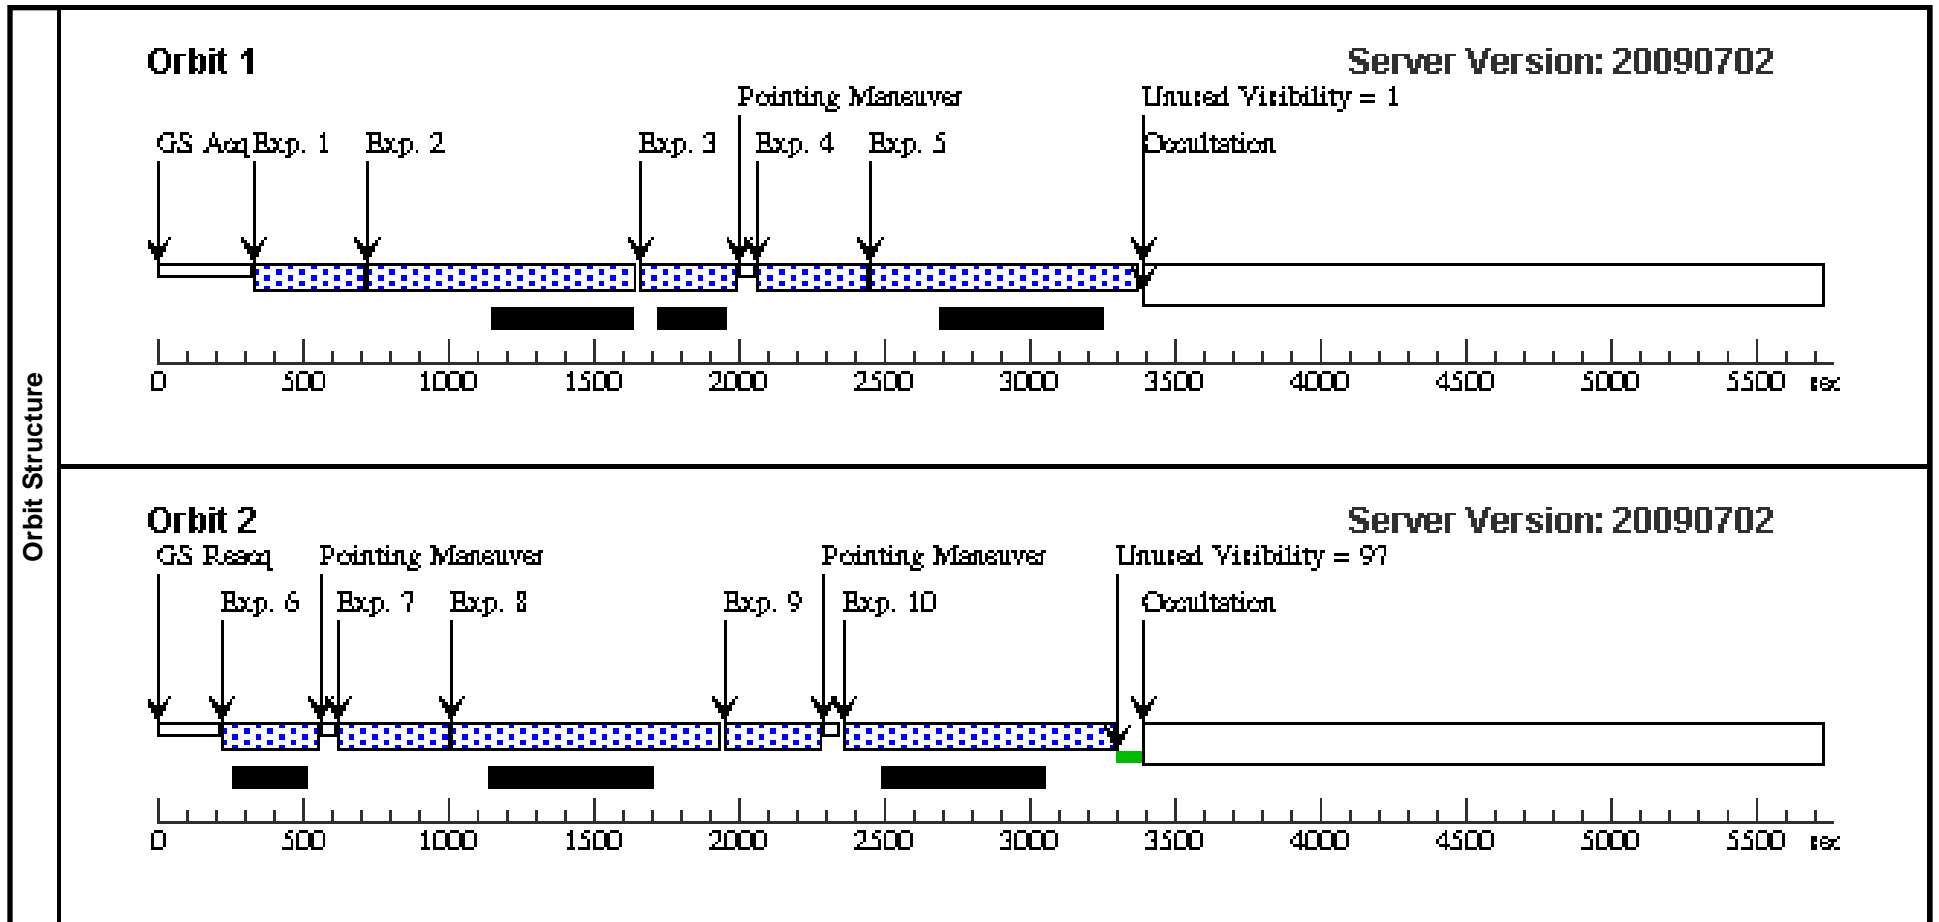 Orbit Structure
Orbit 1 Server Version: 20090702
Pointing Maneuver Unused Visibility = 1
GS Acq Exp. 1 Exp. 2 Exp. 3 Exp. 4 Exp. 5 Occultation
0 500 1000 1500 2000 2500 3000 3500 4000 4500 5000 5500 sec
Orbit 2 Server Version: 20090702
GS Reacq Pointing Maneuver Pointing Maneuver Unused Visibility = 97
Exp. 6 Exp. 7 Exp. 8 Exp. 9 Exp. 10 Occultation
0 500 1000 1500 2000 2500 3000 3500 4000 4500 5000 5500 sec